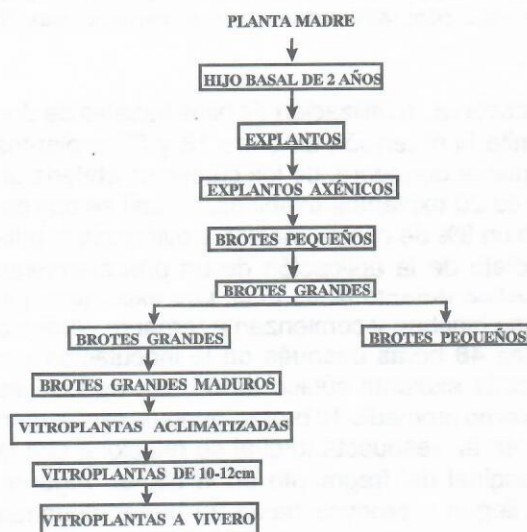 PLANTA MADRE
HIJO BASAL DE 2 AÑOS
EXPLANTOS
EXPLANTOS AXÉNICOS
BROTES PEQUEÑOS
BROTES GRANDES
BROTES GRANDES
BROTES PEQUEÑOS
BROTES GRANDES MADUROS
VITROPLANTAS ACLIMATIZADAS
VITROPLANTAS DE 10-12cm
VITROPLANTAS A VIVERO